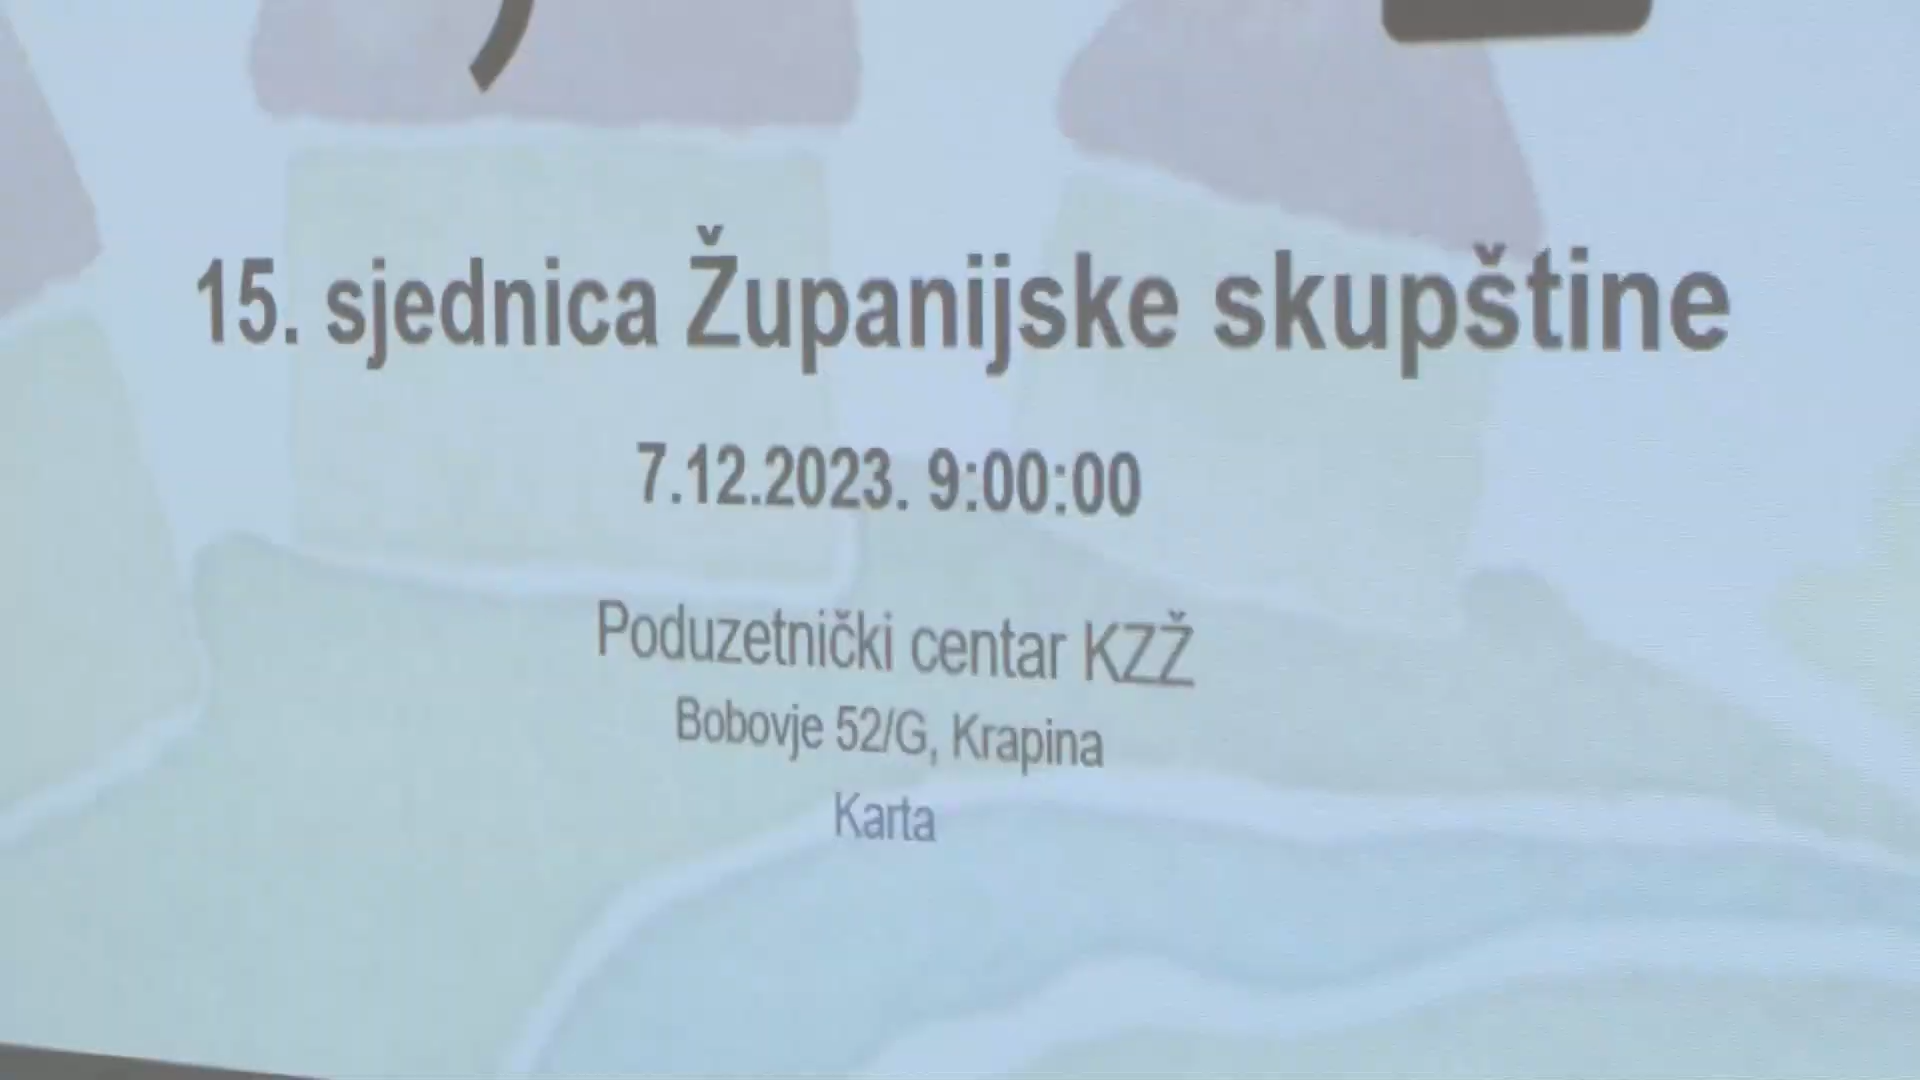 15. sjednica Županijske skupštine
7.12.2023. 9:00:00
Poduzetnički centar KZŽ
Bobovje 52/G, Krapina
Karta